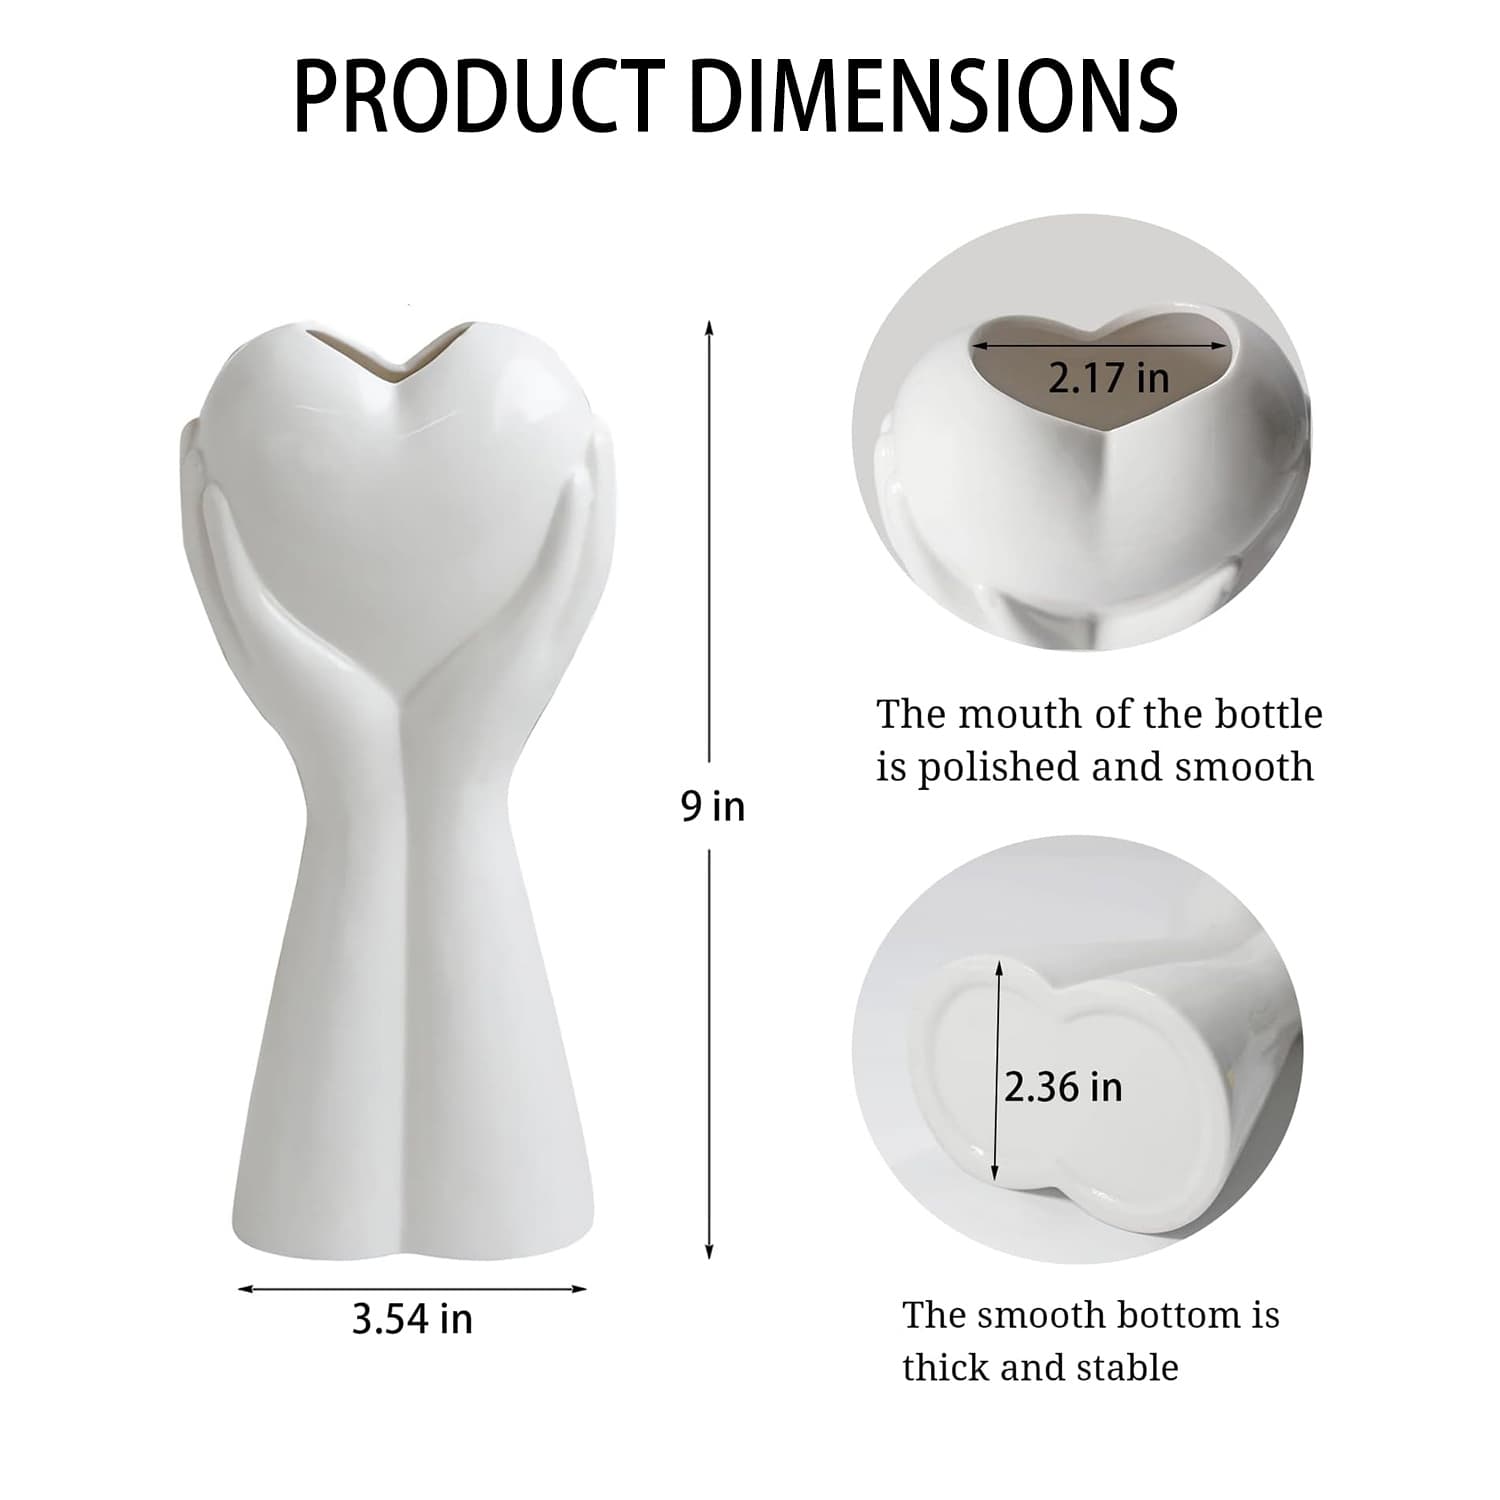 PRODUCT DIMENSIONS
2.17 in
The mouth of the bottle
is polished and smooth
9 in
2.36 in
3.54 in
The smooth bottom is
thick and stable